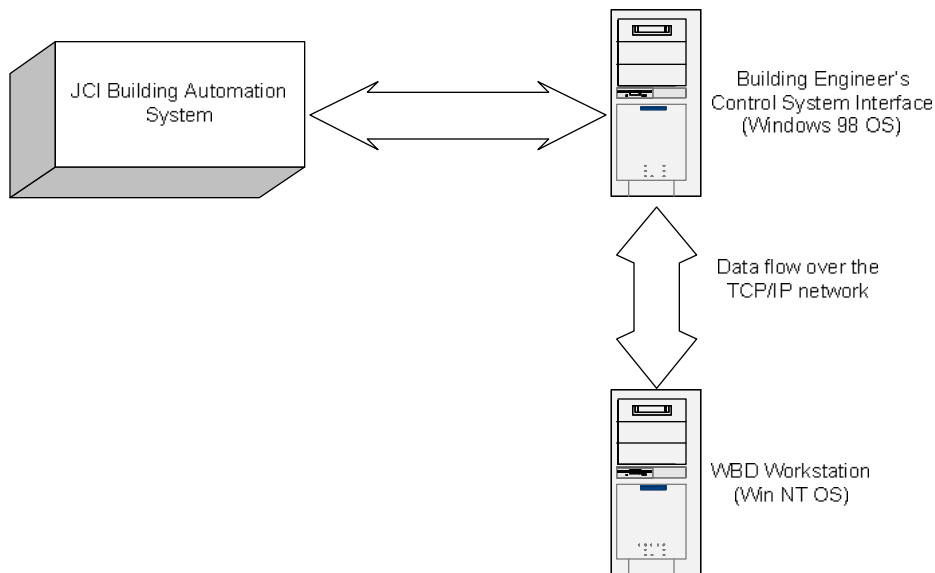 JCI Building Automation
System
Building Engineer's
Control System Interface
(Windows 98 OS)
Data flow over the
TCP/IP network
WBD Workstation
(Win NT OS)